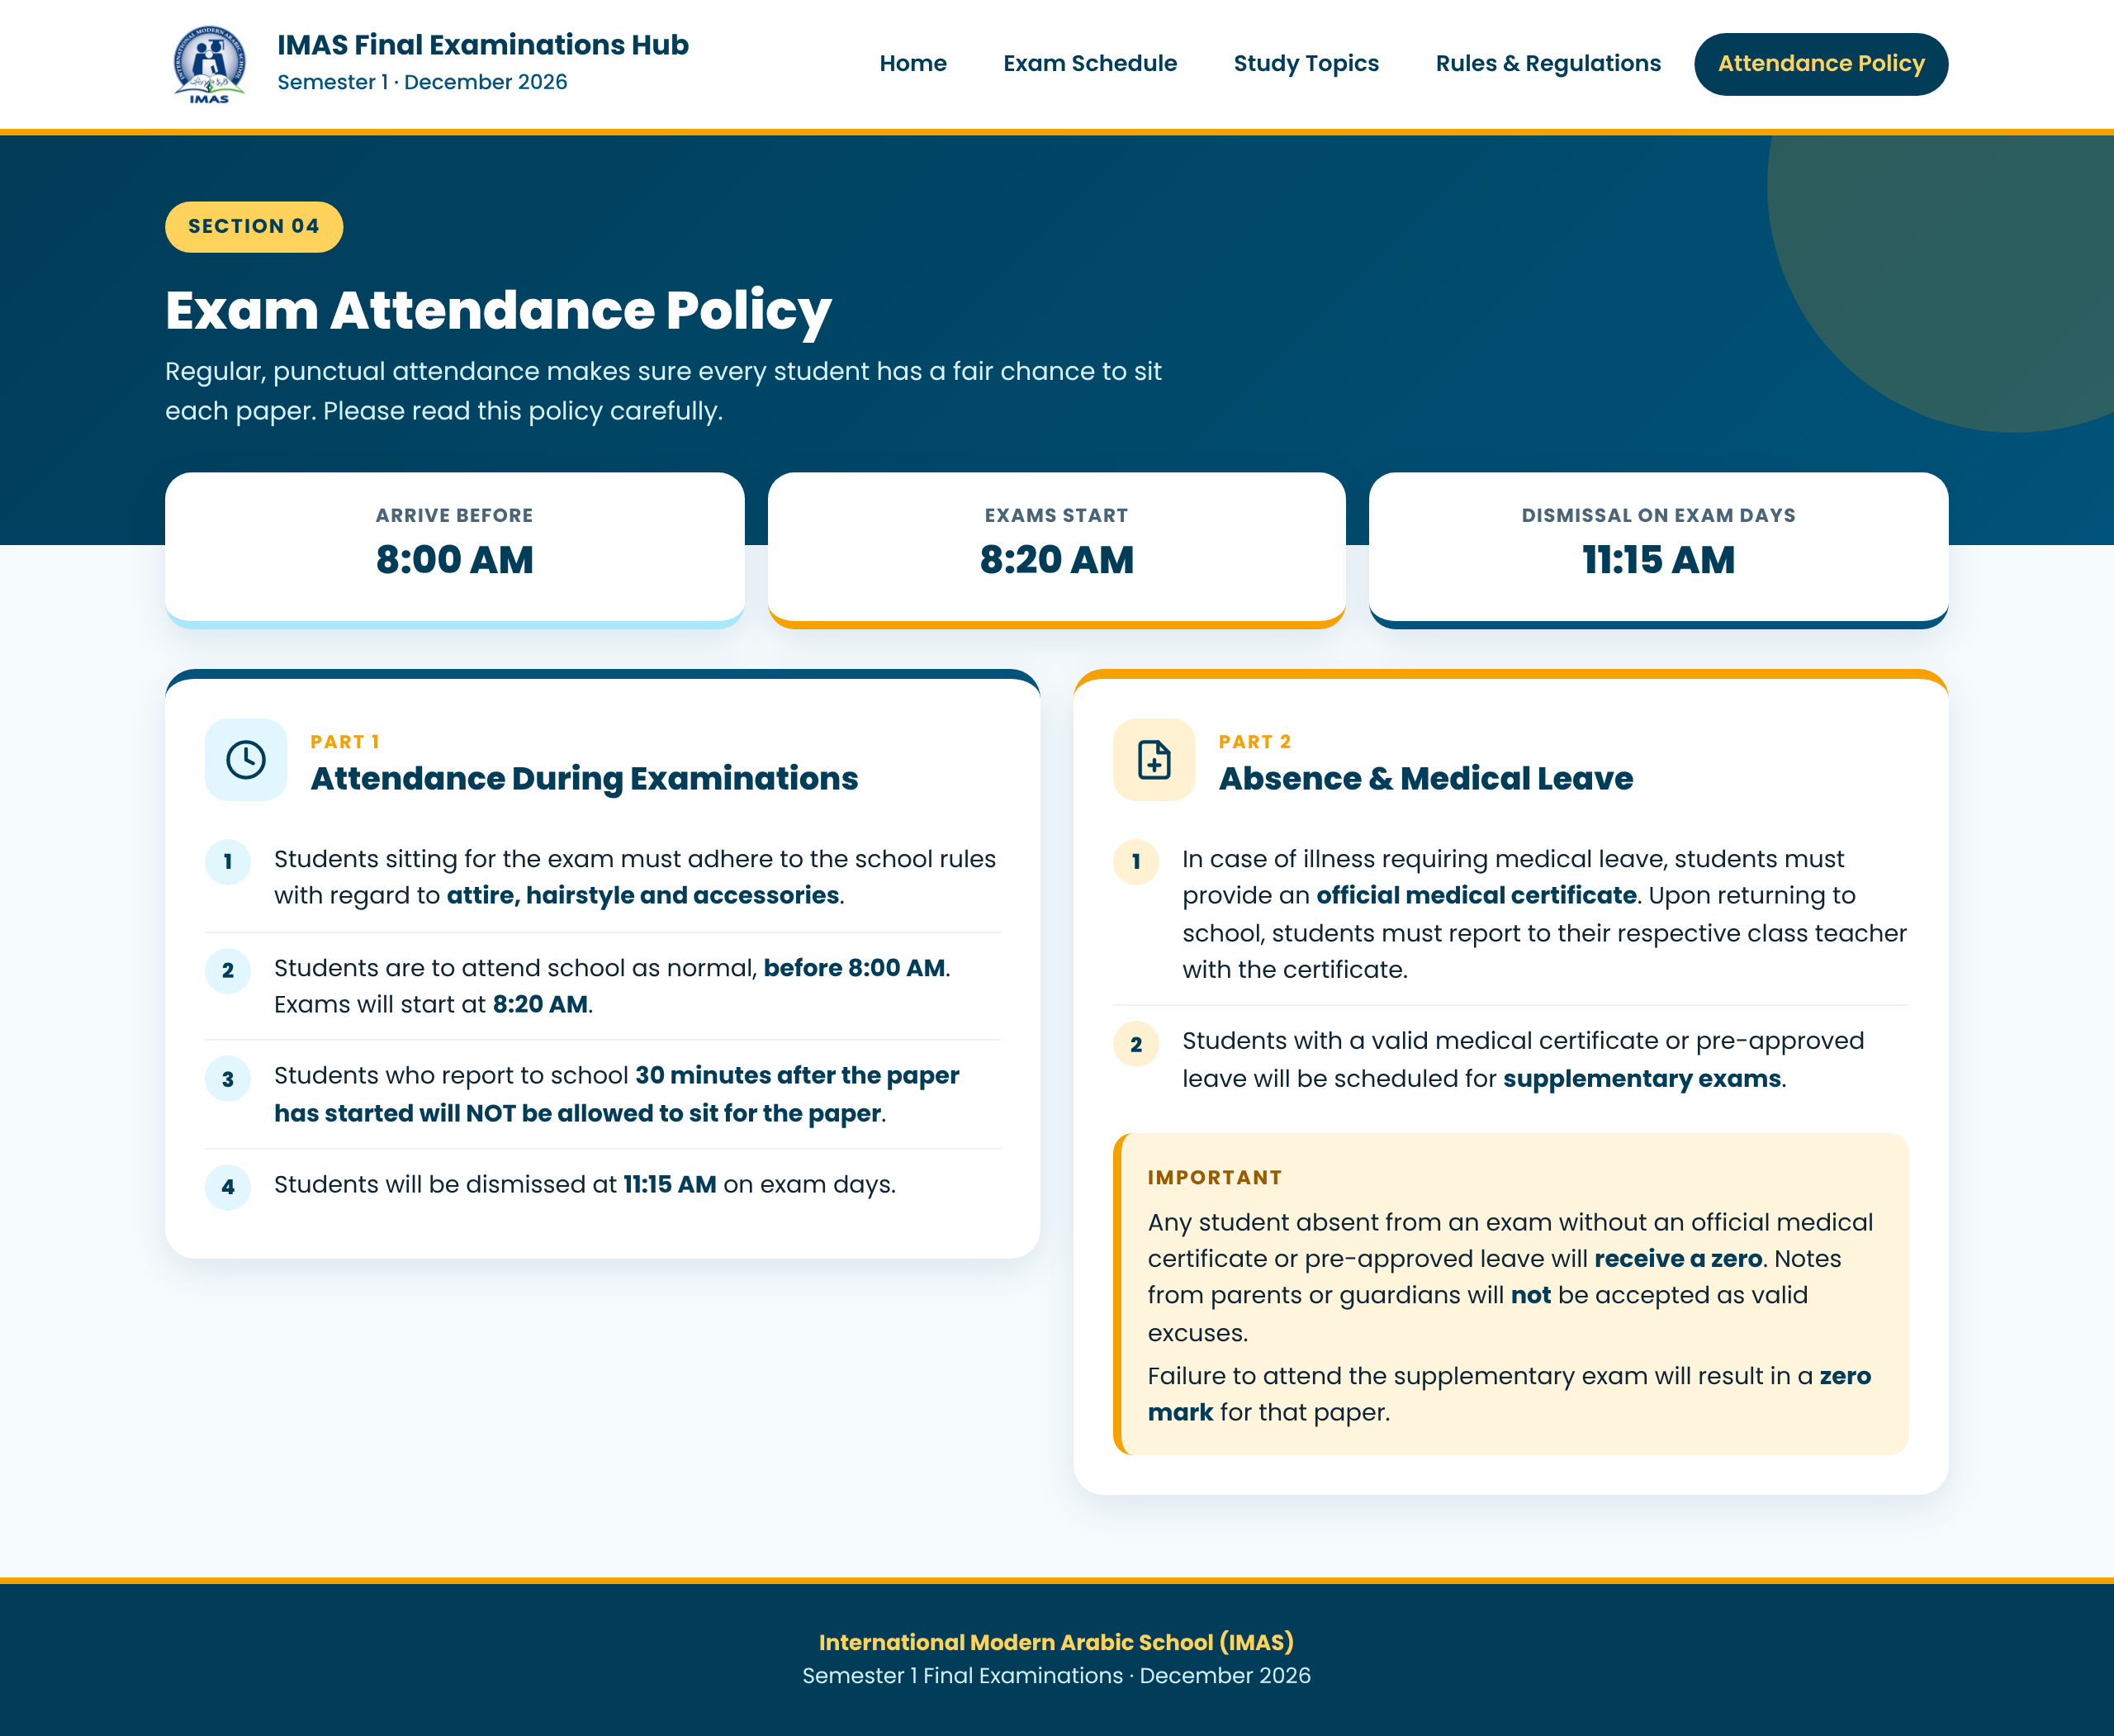 INTERNATIONAL MODERN ARABIC SCHOOL
IMAS
IMAS Final Examinations Hub
Semester 1 · December 2026
Home
Exam Schedule
Study Topics
Rules & Regulations
Attendance Policy
SECTION 04
Exam Attendance Policy
Regular, punctual attendance makes sure every student has a fair chance to sit
each paper. Please read this policy carefully.
ARRIVE BEFORE
8:00 AM
EXAMS START
8:20 AM
DISMISSAL ON EXAM DAYS
11:15 AM
PART 1
Attendance During Examinations
1
Students sitting for the exam must adhere to the school rules
with regard to attire, hairstyle and accessories.
2
Students are to attend school as normal, before 8:00 AM.
Exams will start at 8:20 AM.
3
Students who report to school 30 minutes after the paper
has started will NOT be allowed to sit for the paper.
4
Students will be dismissed at 11:15 AM on exam days.
PART 2
Absence & Medical Leave
1
In case of illness requiring medical leave, students must
provide an official medical certificate. Upon returning to
school, students must report to their respective class teacher
with the certificate.
2
Students with a valid medical certificate or pre-approved
leave will be scheduled for supplementary exams.
IMPORTANT
Any student absent from an exam without an official medical
certificate or pre-approved leave will receive a zero. Notes
from parents or guardians will not be accepted as valid
excuses.
Failure to attend the supplementary exam will result in a zero
mark for that paper.
International Modern Arabic School (IMAS)
Semester 1 Final Examinations · December 2026